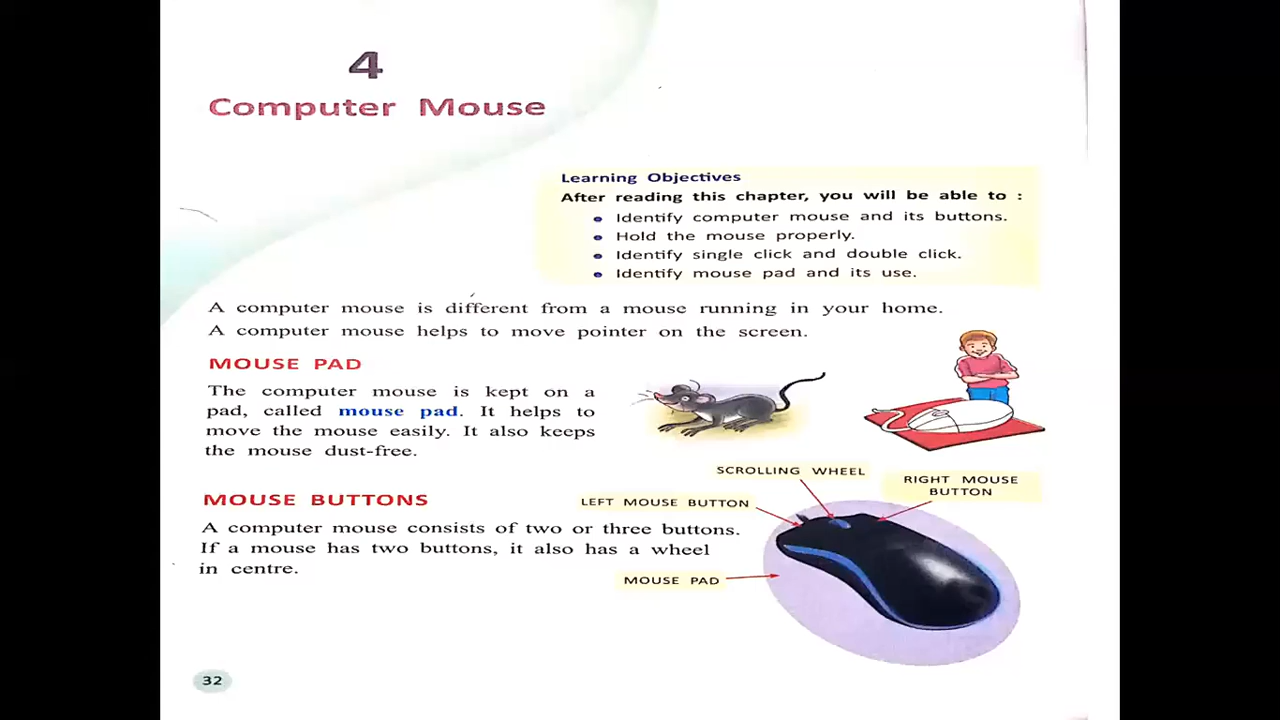 4
Computer Mouse
Learning Objectives
After reading this chapter, you will be able to :
• Identify computer mouse and its buttons.
• Hold the mouse properly.
• Identify single click and double click.
• Identify mouse pad and its use.
A computer mouse is different from a mouse running in your home.
A computer mouse helps to move pointer on the screen.
MOUSE PAD
The computer mouse is kept on a
pad, called mouse pad. It helps to
move the mouse easily. It also keeps
the mouse dust-free.
MOUSE BUTTONS
A computer mouse consists of two or three buttons.
If a mouse has two buttons, it also has a wheel
in centre.
SCROLLING WHEEL
RIGHT MOUSE
BUTTON
LEFT MOUSE BUTTON
MOUSE PAD
32